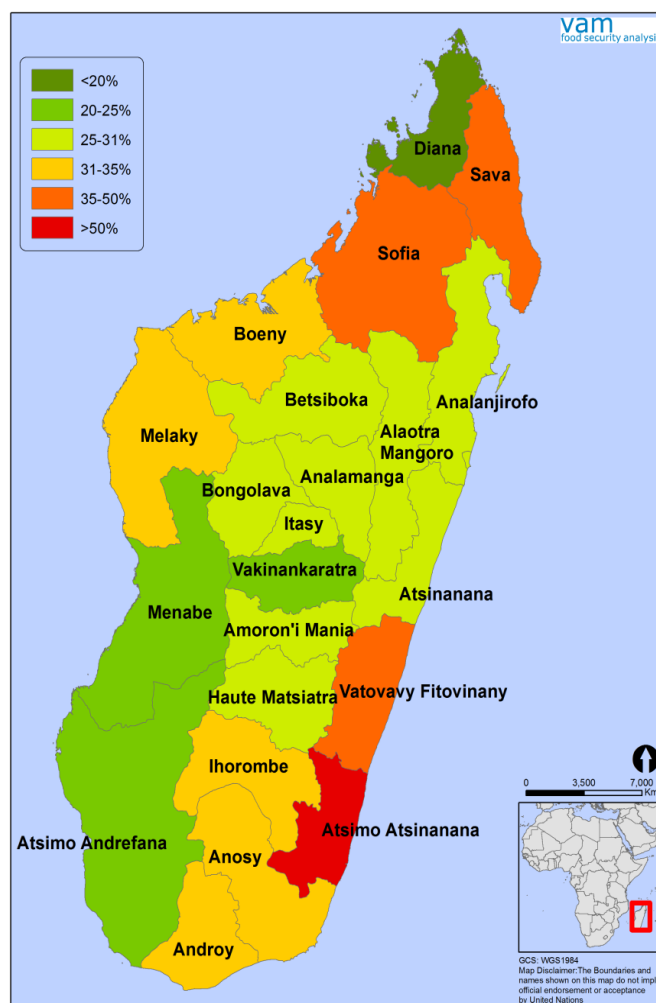 vam
food security analysis
<20%
20-25%
25-31%
31-35%
35-50%
>50%
Diana
Sava
Sofia
Boeny
Betsiboka
Analanjirofo
Melaky
Alaotra
Mangoro
Bongolava
Analamanga
Itasy
Vakinankaratra
Menabe
Atsinanana
Amoron'i Mania
Haute Matsiatra
Vatovavy Fitovinany
Ihorombe
Atsimo Andrefana
Atsimo Atsinanana
Anosy
Androy
0 3,500 7,000
Km
GCS: WGS1984
Map Disclaimer:The Boundaries and
names shown on this map do not impl
official endorsement or acceptance
by United Nations